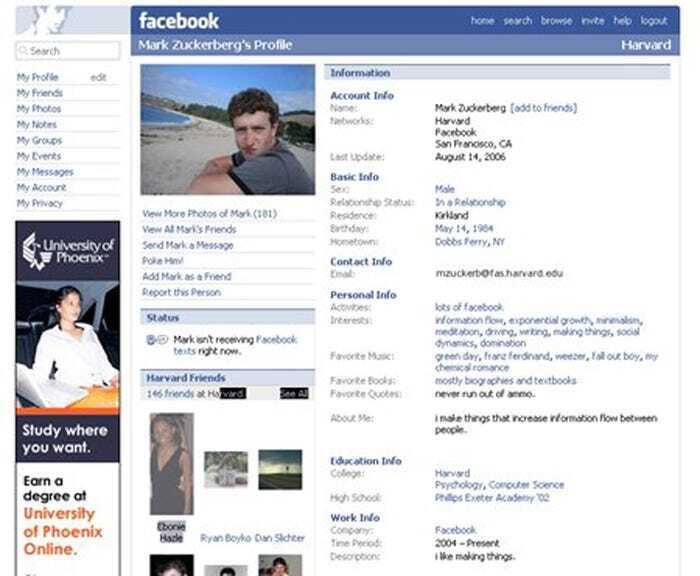 facebook
home search browse invite help logout
Mark Zuckerberg's Profile
Harvard
Search
My Profile edit
My Friends
My Photos
My Notes
My Groups
My Events
My Messages
My Account
My Privacy
University of
Phoenix
Study where
you want.
Earn a
degree at
University
of Phoenix
Online.
View More Photos of Mark (181)
View All Mark's Friends
Send Mark a Message
Poke Him!
Add Mark as a Friend
Report this Person
Status
Mark isn't receiving Facebook
texts right now.
Harvard Friends
146 friends at Harvard. See All
Ebonie
Hazle
Ryan Boyko
Dan Slichter
Information
Account Info
Name: Mark Zuckerberg [add to friends]
Networks: Harvard
Facebook
San Francisco, CA
Last Update: August 14, 2006
Basic Info
Sex: Male
Relationship Status: In a Relationship
Residence: Kirkland
Birthday: May 14, 1984
Hometown: Dobbs Ferry, NY
Contact Info
Email: mzuckerb@fas.harvard.edu
Personal Info
Activities: lots of facebook
Interests: information flow, exponential growth, minimalism,
meditation, driving, writing, making things, social
dynamics, domination
Favorite Music: green day, franz ferdinand, weezer, fall out boy, my
chemical romance
Favorite Books: mostly biographies and textbooks
Favorite Quotes: never run out of ammo.
About Me: i make things that increase information flow between
people.
Education Info
College: Harvard
Psychology, Computer Science
High School: Phillips Exeter Academy '02
Work Info
Company: Facebook
Time Period: 2004 – Present
Description: i like making things.